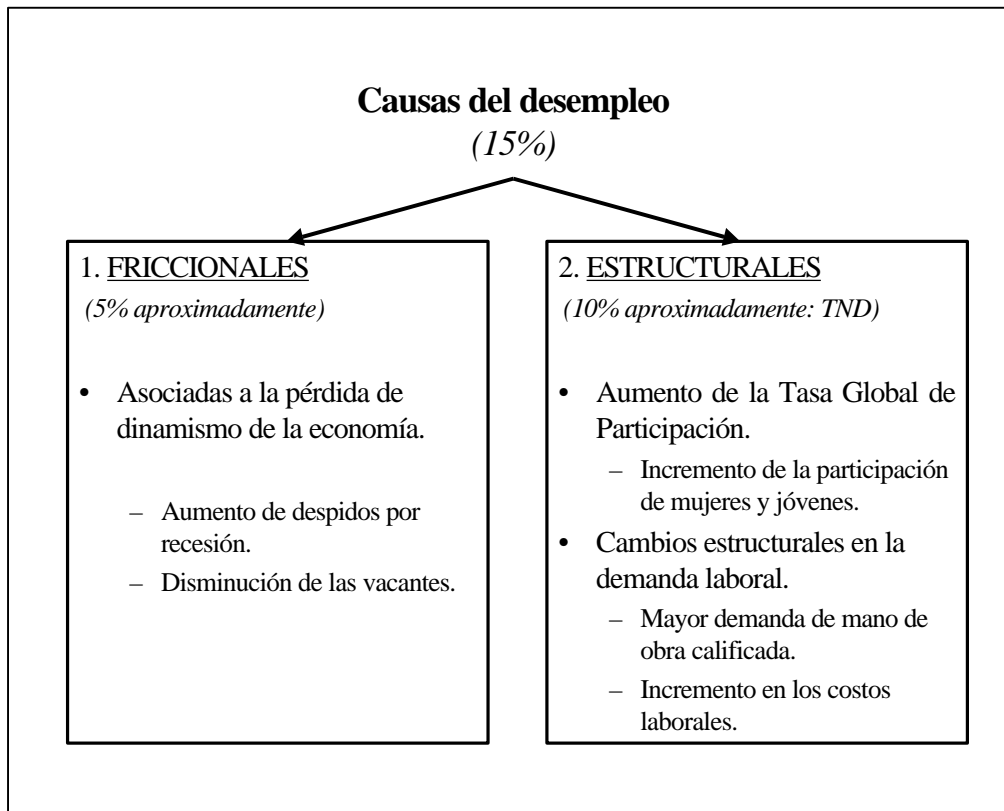 Causas del desempleo
(15%)
1. FRICCIONALES
(5% aproximadamente)
• Asociadas a la pérdida de
dinamismo de la economía.
– Aumento de despidos por
recesión.
– Disminución de las vacantes.
2. ESTRUCTURALES
(10% aproximadamente: TND)
• Aumento de la Tasa Global de
Participación.
– Incremento de la participación
de mujeres y jóvenes.
• Cambios estructurales en la
demanda laboral.
– Mayor demanda de mano de
obra calificada.
– Incremento en los costos
laborales.